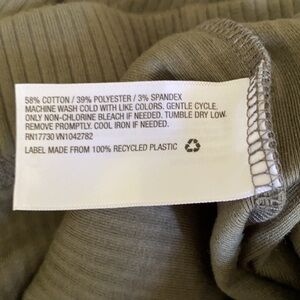 58% COTTON / 39% POLYESTER / 3% SPANDEX
MACHINE WASH COLD WITH LIKE COLORS. GENTLE CYCLE,
ONLY NON-CHLORINE BLEACH IF NEEDED. TUMBLE DRY LOW.
REMOVE PROMPTLY. COOL IRON IF NEEDED.
RN17730 VN1042782
LABEL MADE FROM 100% RECYCLED PLASTIC